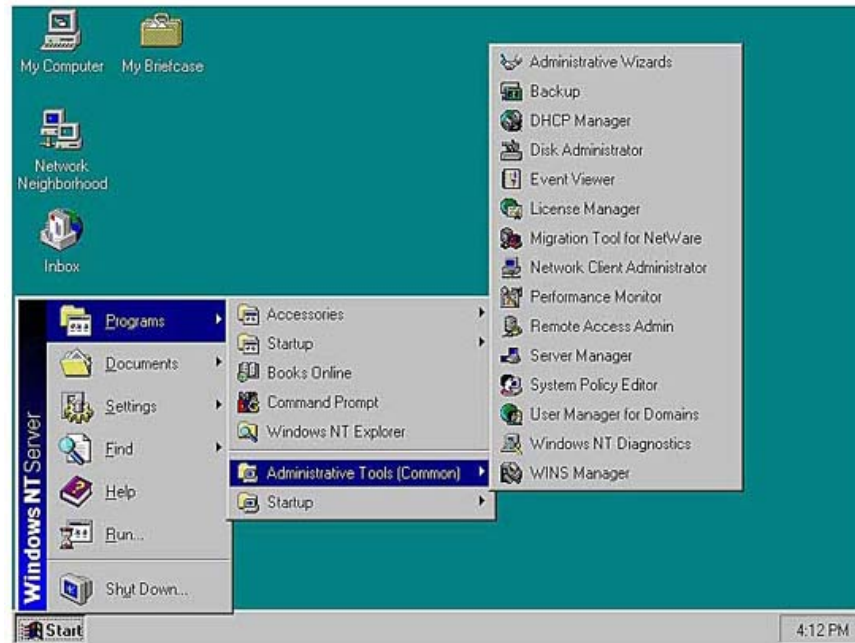 My Computer
My Briefcase
Network
Neighborhood
Inbox
Windows NT Server
Programs
Documents
Settings
Find
Help
Run...
Shut Down...
Accessories
Startup
Books Online
Command Prompt
Windows NT Explorer
Administrative Tools (Common)
Startup
Administrative Wizards
Backup
DHCP Manager
Disk Administrator
Event Viewer
License Manager
Migration Tool for NetWare
Network Client Administrator
Performance Monitor
Remote Access Admin
Server Manager
System Policy Editor
User Manager for Domains
Windows NT Diagnostics
WINS Manager
Start
4:12 PM